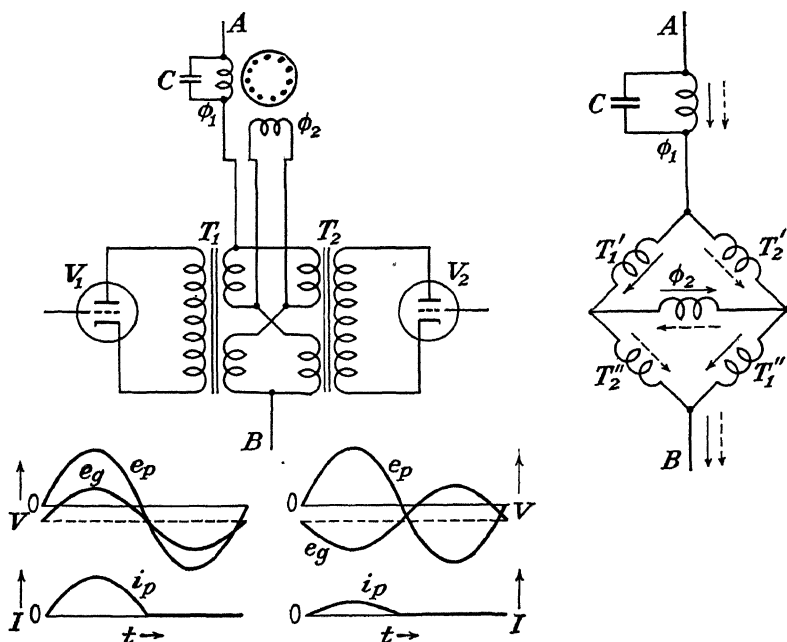 A
C
ϕ₁
ϕ₂
T₁ T₂
V₁ V₂
B
A
C
ϕ₁
T₁′ T₂′
ϕ₂
T₂″ T₁″
B
e_p
e_g
0
V
i_p
0
I
t→
e_p
0
V
e_g
i_p
0
I
t→